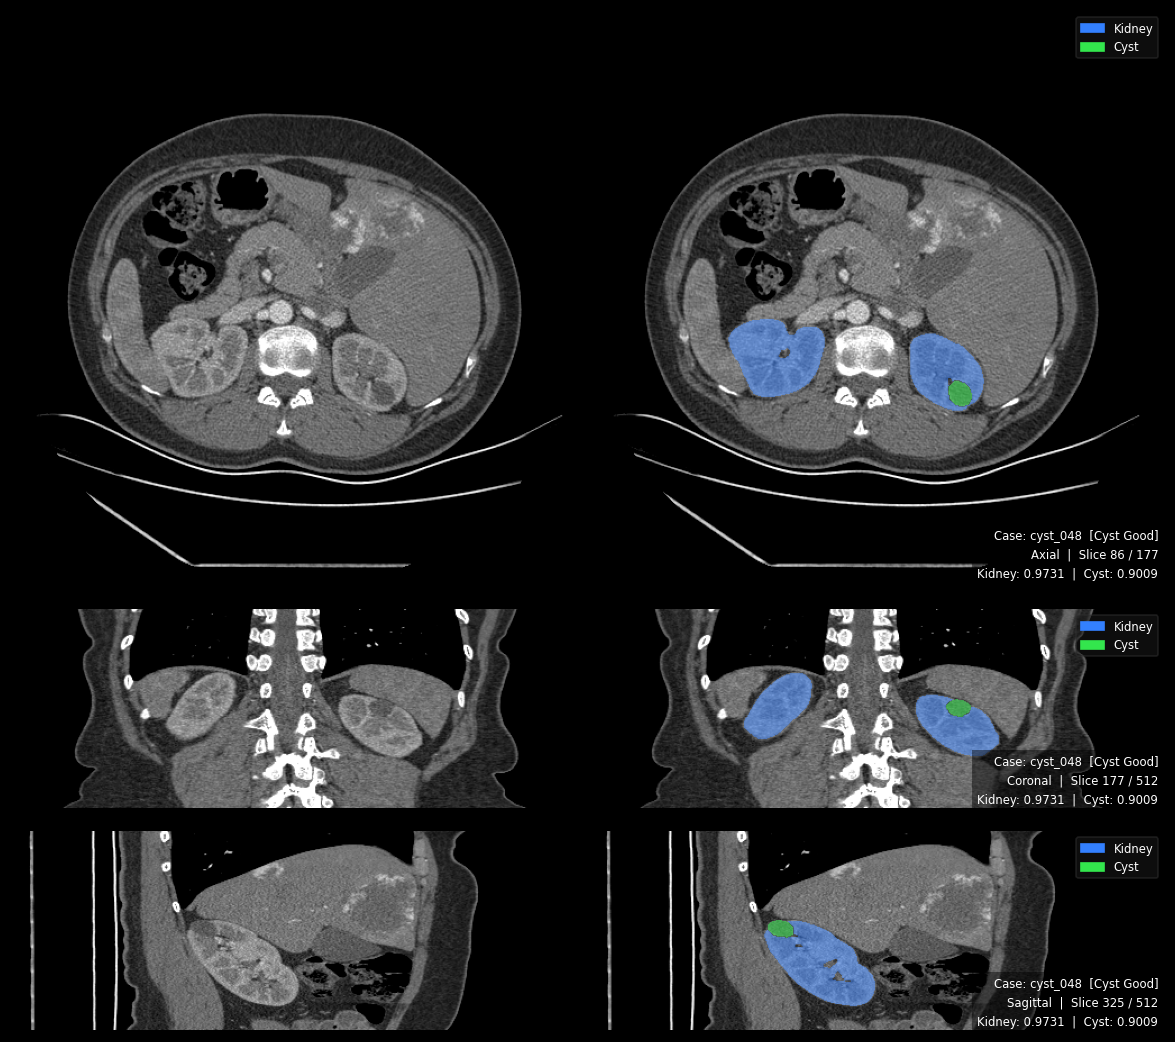 Kidney
Cyst
Case: cyst_048  [Cyst Good]
Axial  |  Slice 86 / 177
Kidney: 0.9731  |  Cyst: 0.9009
Kidney
Cyst
Case: cyst_048  [Cyst Good]
Coronal  |  Slice 177 / 512
Kidney: 0.9731  |  Cyst: 0.9009
Kidney
Cyst
Case: cyst_048  [Cyst Good]
Sagittal  |  Slice 325 / 512
Kidney: 0.9731  |  Cyst: 0.9009